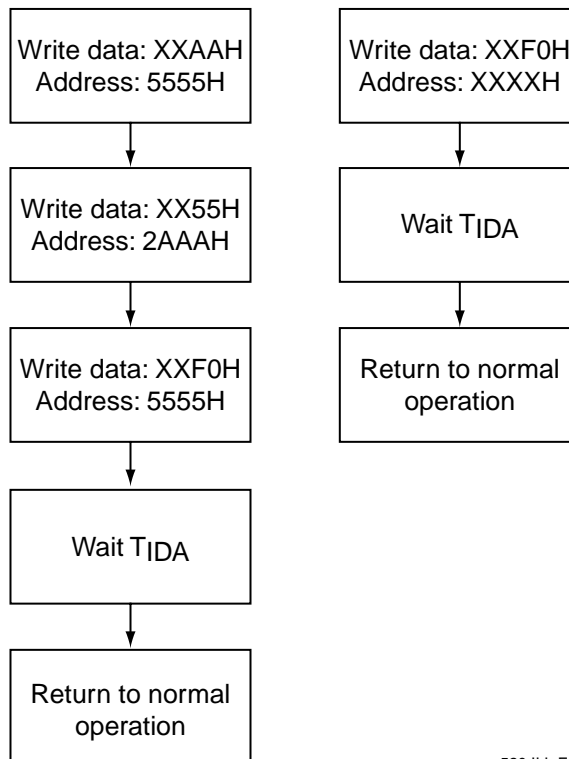 Write data: XXAAH
Address: 5555H
Write data: XX55H
Address: 2AAAH
Write data: XXF0H
Address: 5555H
Wait TIDA
Return to normal
operation
Write data: XXF0H
Address: XXXXH
Wait TIDA
Return to normal
operation